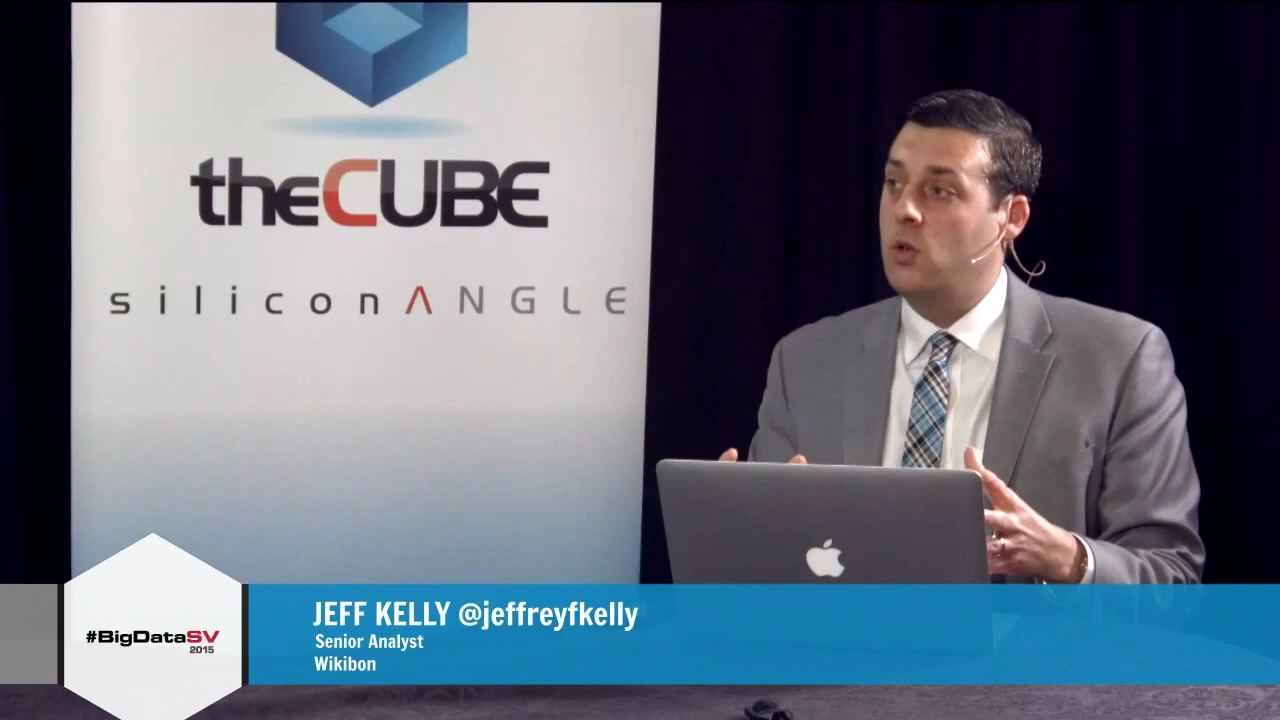 theCUBE
siliconANGLE
JEFF KELLY @jeffreyfkelly
Senior Analyst
Wikibon
#BigDataSV
2015